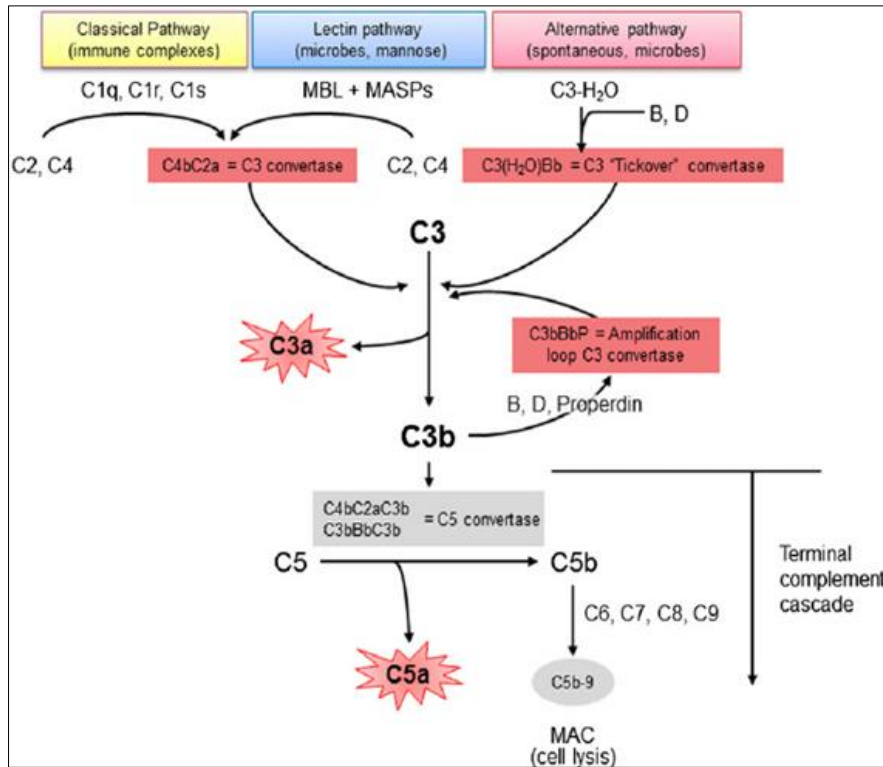 Classical Pathway
(immune complexes)
Lectin pathway
(microbes, mannose)
Alternative pathway
(spontaneous, microbes)
C1q, C1r, C1s
MBL + MASPs
C3-H₂O
B, D
C2, C4
C4bC2a = C3 convertase
C2, C4
C3(H₂O)Bb = C3 "Tickover" convertase
C3
C3a
C3bBbP = Amplification
loop C3 convertase
B, D, Properdin
C3b
C4bC2aC3b
C3bBbC3b
= C5 convertase
C5
C5b
Terminal
complement
cascade
C6, C7, C8, C9
C5a
C5b-9
MAC
(cell lysis)